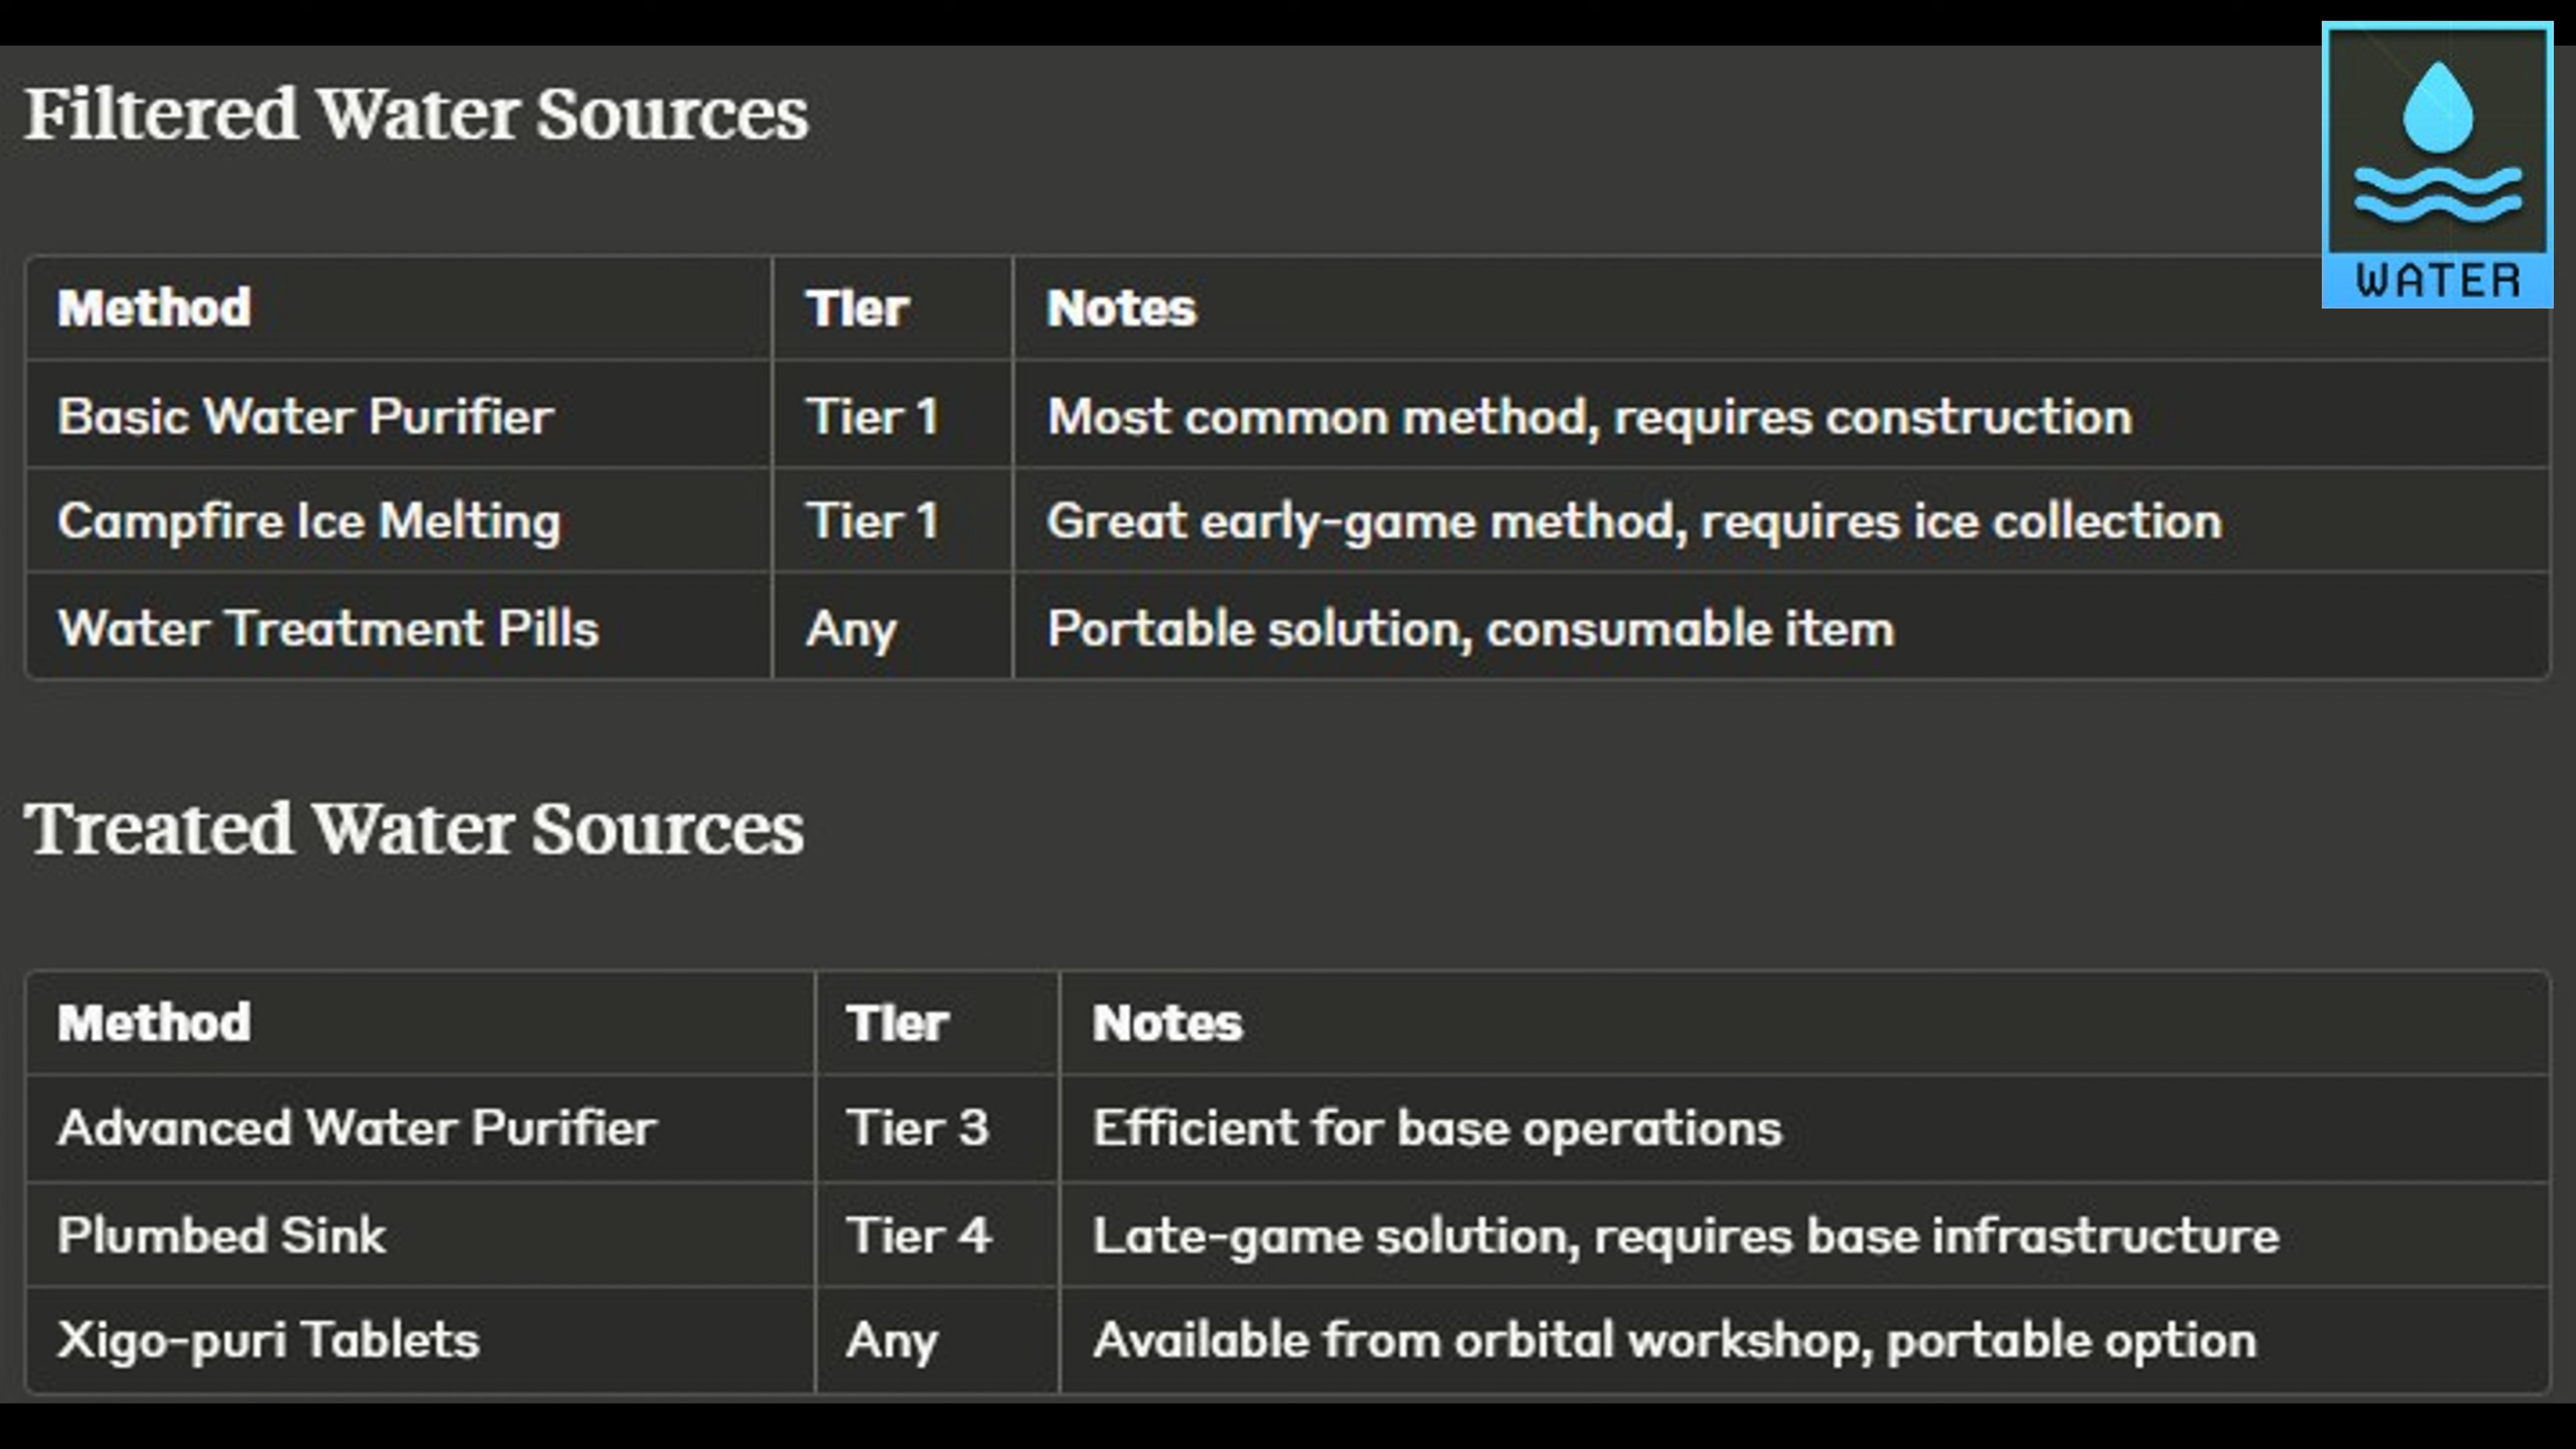 Filtered Water Sources
WATER
Method Tier Notes
Basic Water Purifier Tier 1 Most common method, requires construction
Campfire Ice Melting Tier 1 Great early-game method, requires ice collection
Water Treatment Pills Any Portable solution, consumable item
Treated Water Sources
Method Tier Notes
Advanced Water Purifier Tier 3 Efficient for base operations
Plumbed Sink Tier 4 Late-game solution, requires base infrastructure
Xigo-puri Tablets Any Available from orbital workshop, portable option